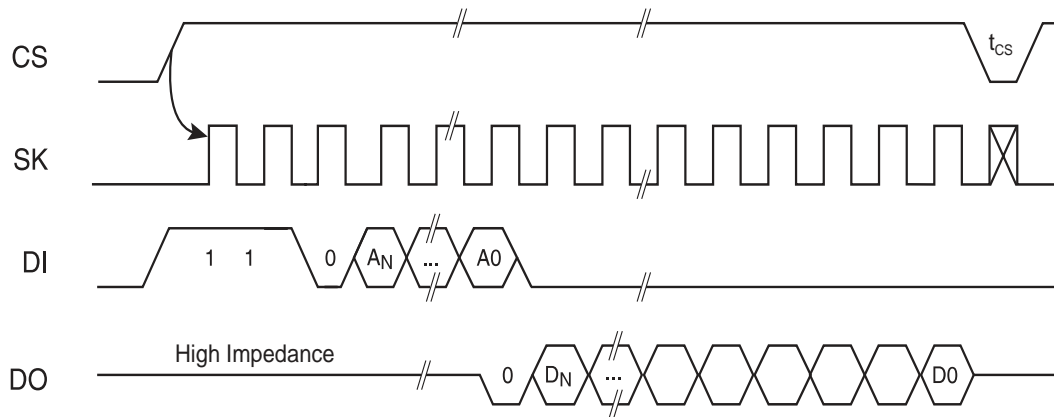 CS
t_CS
SK
DI
1 1 0 A_N ... A0
High Impedance
DO
0 D_N ... D0